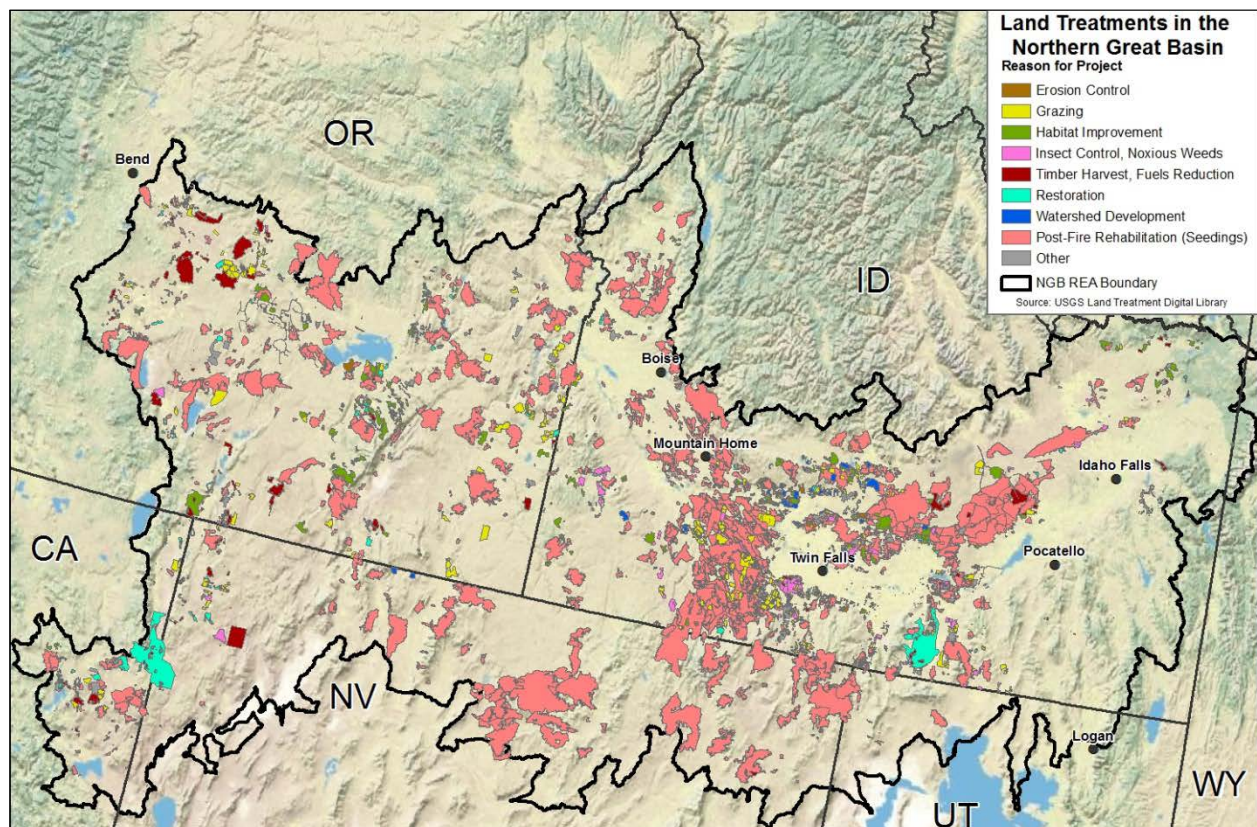 Land Treatments in the
Northern Great Basin
Reason for Project
Erosion Control
Grazing
Habitat Improvement
Insect Control, Noxious Weeds
Timber Harvest, Fuels Reduction
Restoration
Watershed Development
Post-Fire Rehabilitation (Seedings)
Other
NGB REA Boundary
Source: USGS Land Treatment Digital Library
OR
Bend
ID
Boise
Mountain Home
Idaho Falls
CA
Twin Falls
Pocatello
NV
Logan
WY
UT